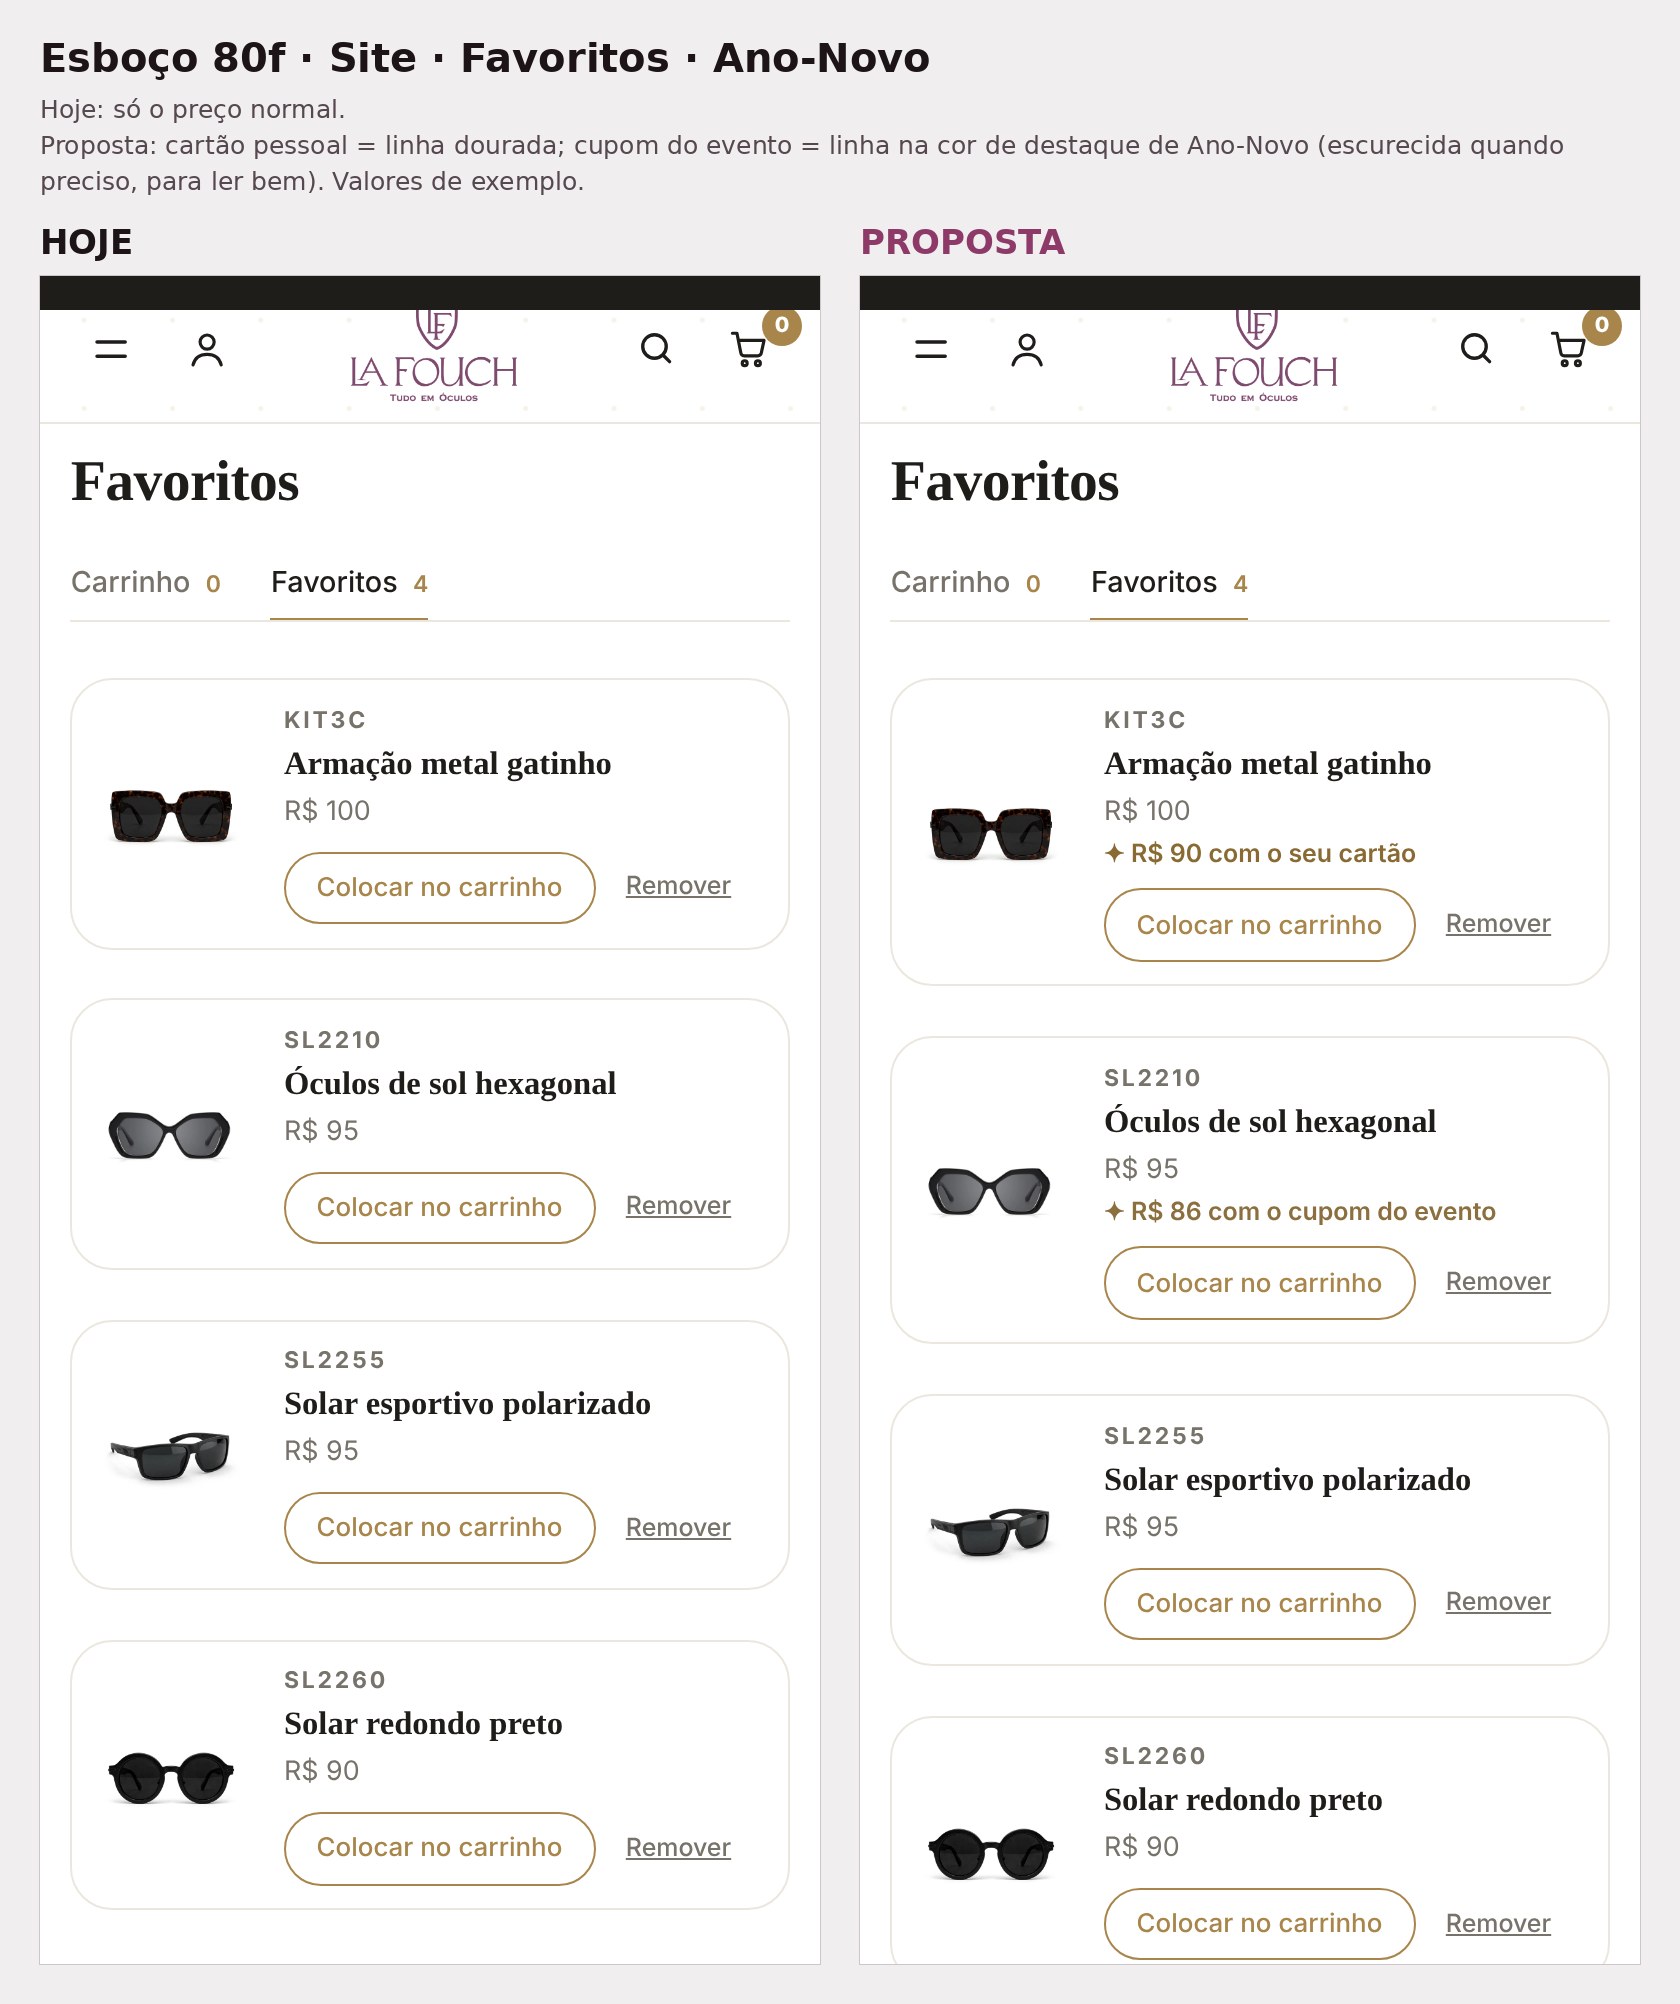 Esboço 80f · Site · Favoritos · Ano-Novo
Hoje: só o preço normal.
Proposta: cartão pessoal = linha dourada; cupom do evento = linha na cor de destaque de Ano-Novo (escurecida quando
preciso, para ler bem). Valores de exemplo.
HOJE
LF
0
LA FOUCH
Tudo em Óculos
Favoritos
Carrinho 0 Favoritos 4
KIT3C
Armação metal gatinho
R$ 100
Colocar no carrinho Remover
SL2210
Óculos de sol hexagonal
R$ 95
Colocar no carrinho Remover
SL2255
Solar esportivo polarizado
R$ 95
Colocar no carrinho Remover
SL2260
Solar redondo preto
R$ 90
Colocar no carrinho Remover
PROPOSTA
LF
0
LA FOUCH
Tudo em Óculos
Favoritos
Carrinho 0 Favoritos 4
KIT3C
Armação metal gatinho
R$ 100
✦ R$ 90 com o seu cartão
Colocar no carrinho Remover
SL2210
Óculos de sol hexagonal
R$ 95
✦ R$ 86 com o cupom do evento
Colocar no carrinho Remover
SL2255
Solar esportivo polarizado
R$ 95
Colocar no carrinho Remover
SL2260
Solar redondo preto
R$ 90
Colocar no carrinho Remover